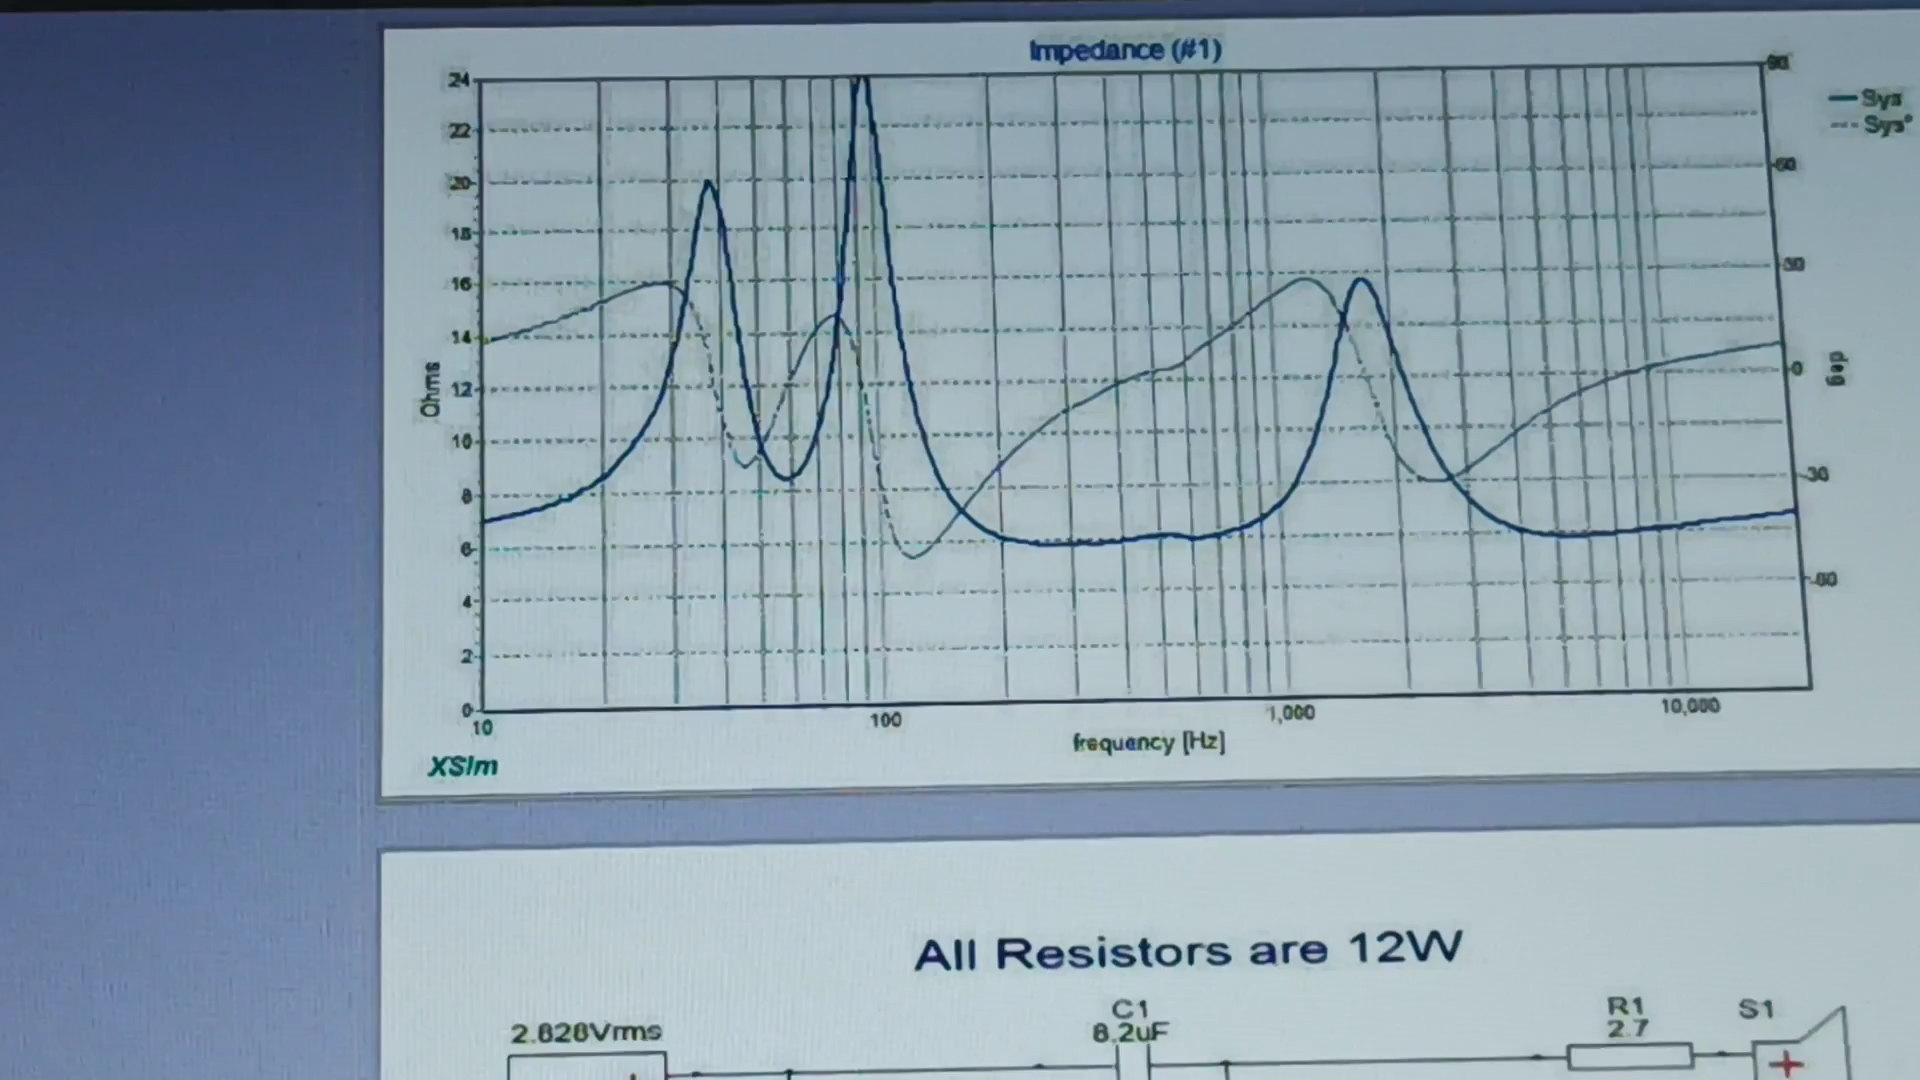 Impedance (#1)
24
22
20
18
16
14
12
10
8
6
4
2
0
Ohms
90
60
30
0
-30
-60
deg
Sys
Sys°
10
100
1,000
10,000
frequency [Hz]
XSim
All Resistors are 12W
2.828Vrms
C1
8.2uF
R1
2.7
S1